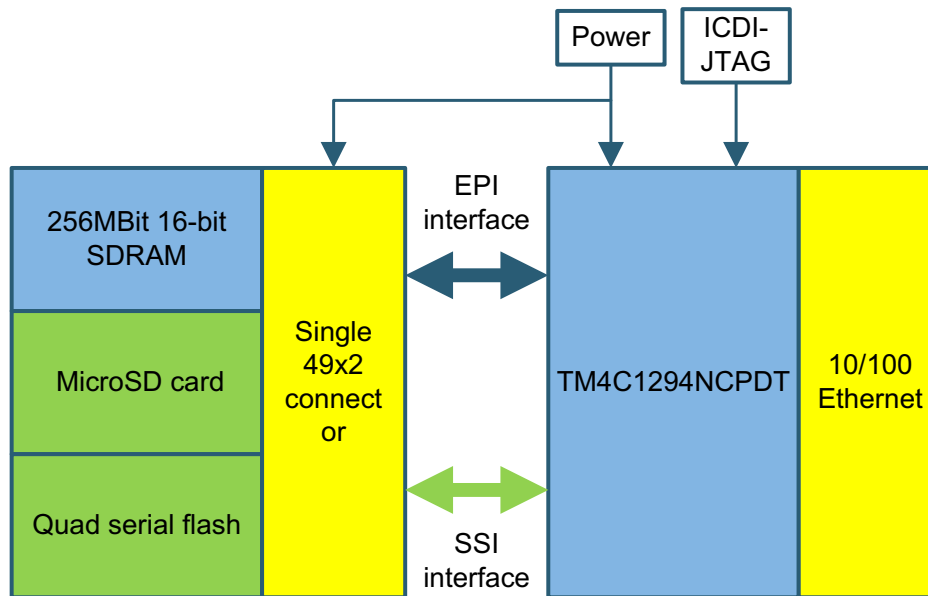 Power
ICDI-
JTAG
256MBit 16-bit
SDRAM
MicroSD card
Quad serial flash
Single
49x2
connect
or
EPI
interface
SSI
interface
TM4C1294NCPDT
10/100
Ethernet